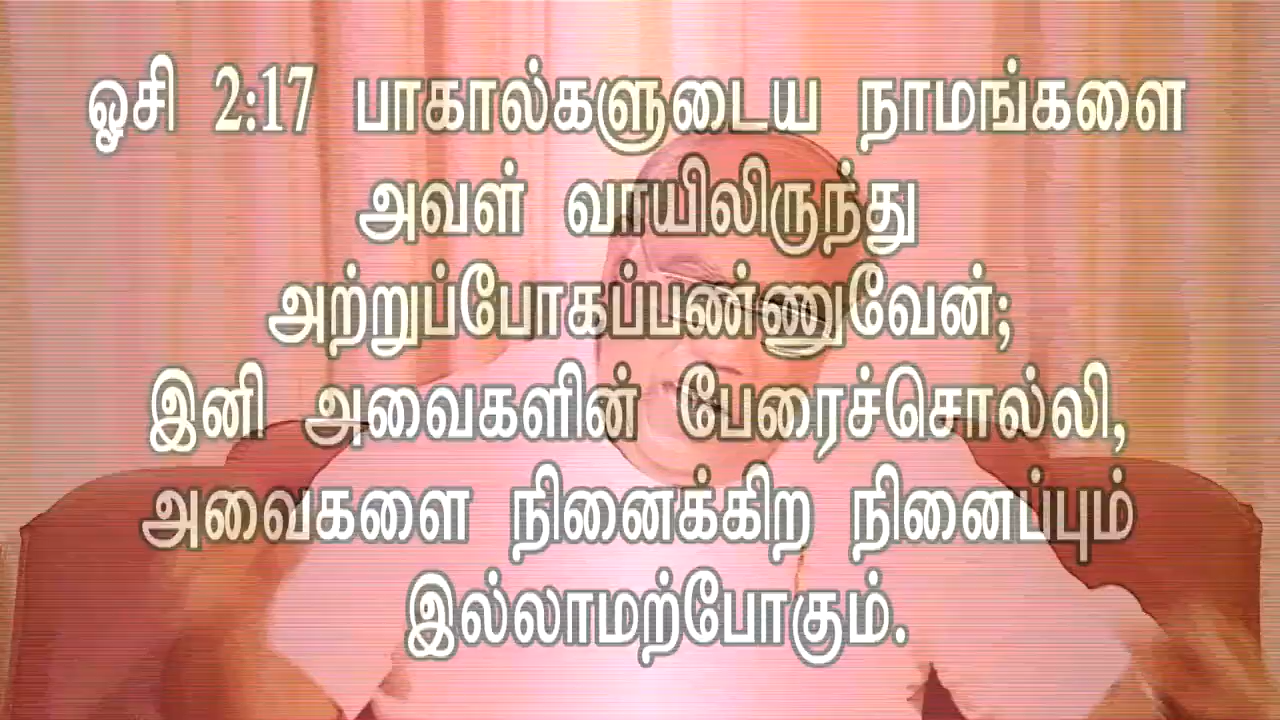 ஓசி 2:17 பாகால்களுடைய நாமங்களை
அவள் வாயிலிருந்து
அற்றுப்போகப்பண்ணுவேன்;
இனி அவைகளின் பேரைச்சொல்லி,
அவைகளை நினைக்கிற நினைப்பும்
இல்லாமற்போகும்.